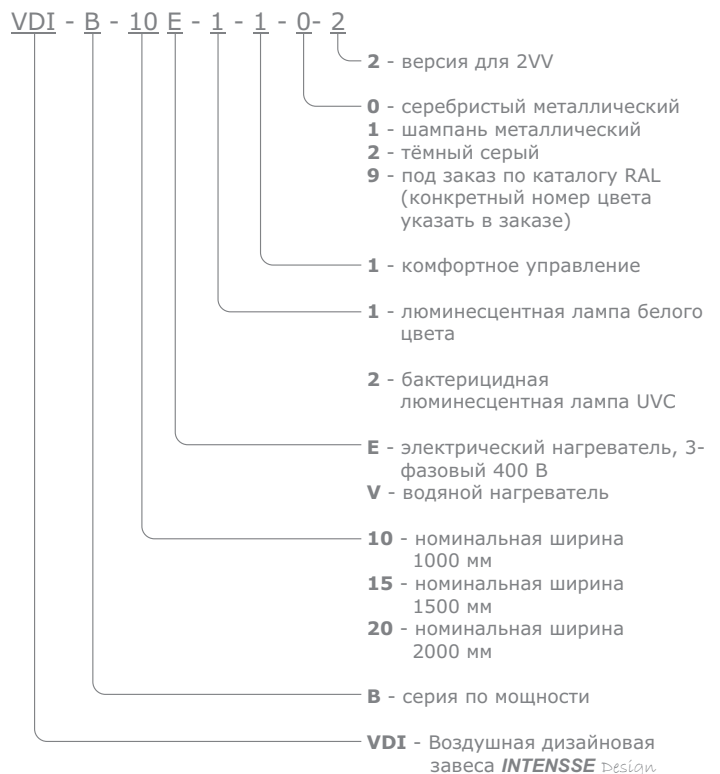 VDI - B - 10 E - 1 - 1 - 0- 2
2 - версия для 2VV
0 - серебристый металлический
1 - шампань металлический
2 - тёмный серый
9 - под заказ по каталогу RAL
(конкретный номер цвета
указать в заказе)
1 - комфортное управление
1 - люминесцентная лампа белого
цвета
2 - бактерицидная
люминесцентная лампа UVC
E - электрический нагреватель, 3-
фазовый 400 В
V - водяной нагреватель
10 - номинальная ширина
1000 мм
15 - номинальная ширина
1500 мм
20 - номинальная ширина
2000 мм
B - серия по мощности
VDI - Воздушная дизайновая
завеса INTENSSE Design